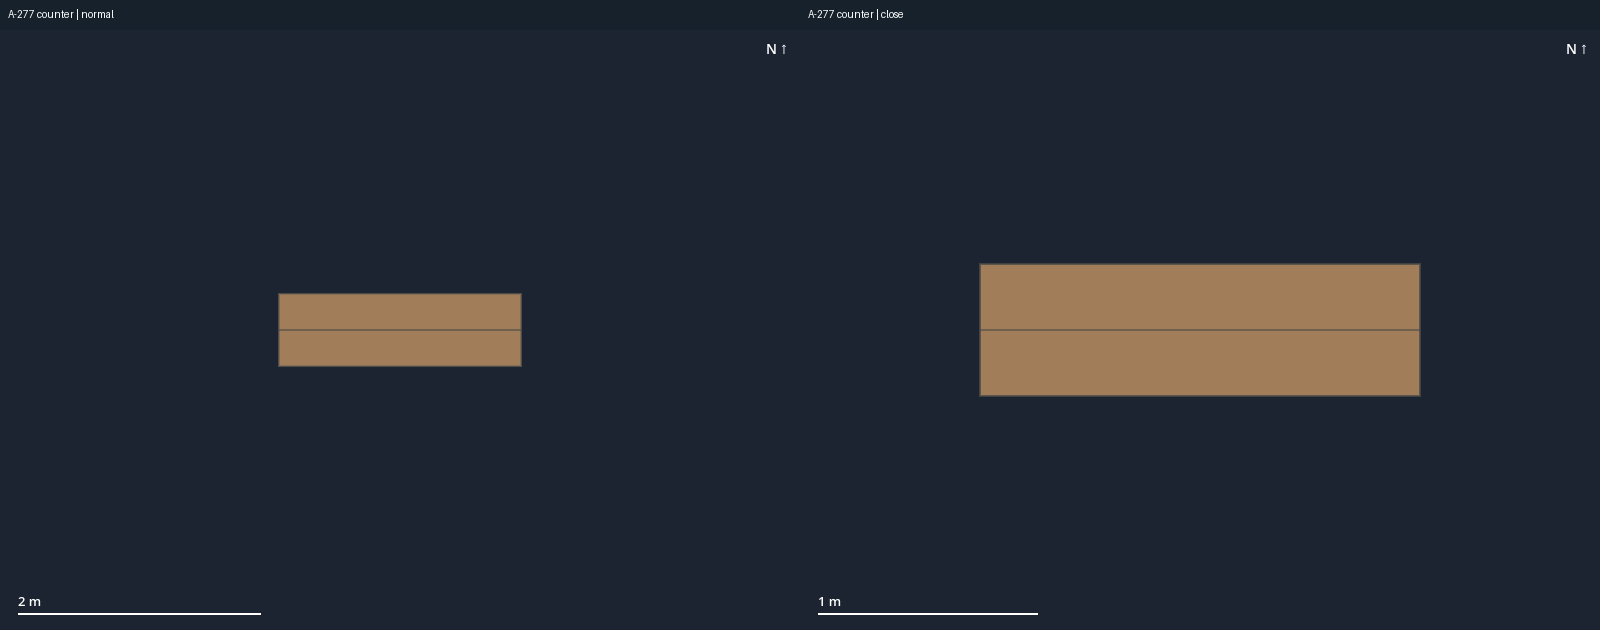 A-277 counter | normal
N ↑
2 m
A-277 counter | close
N ↑
1 m